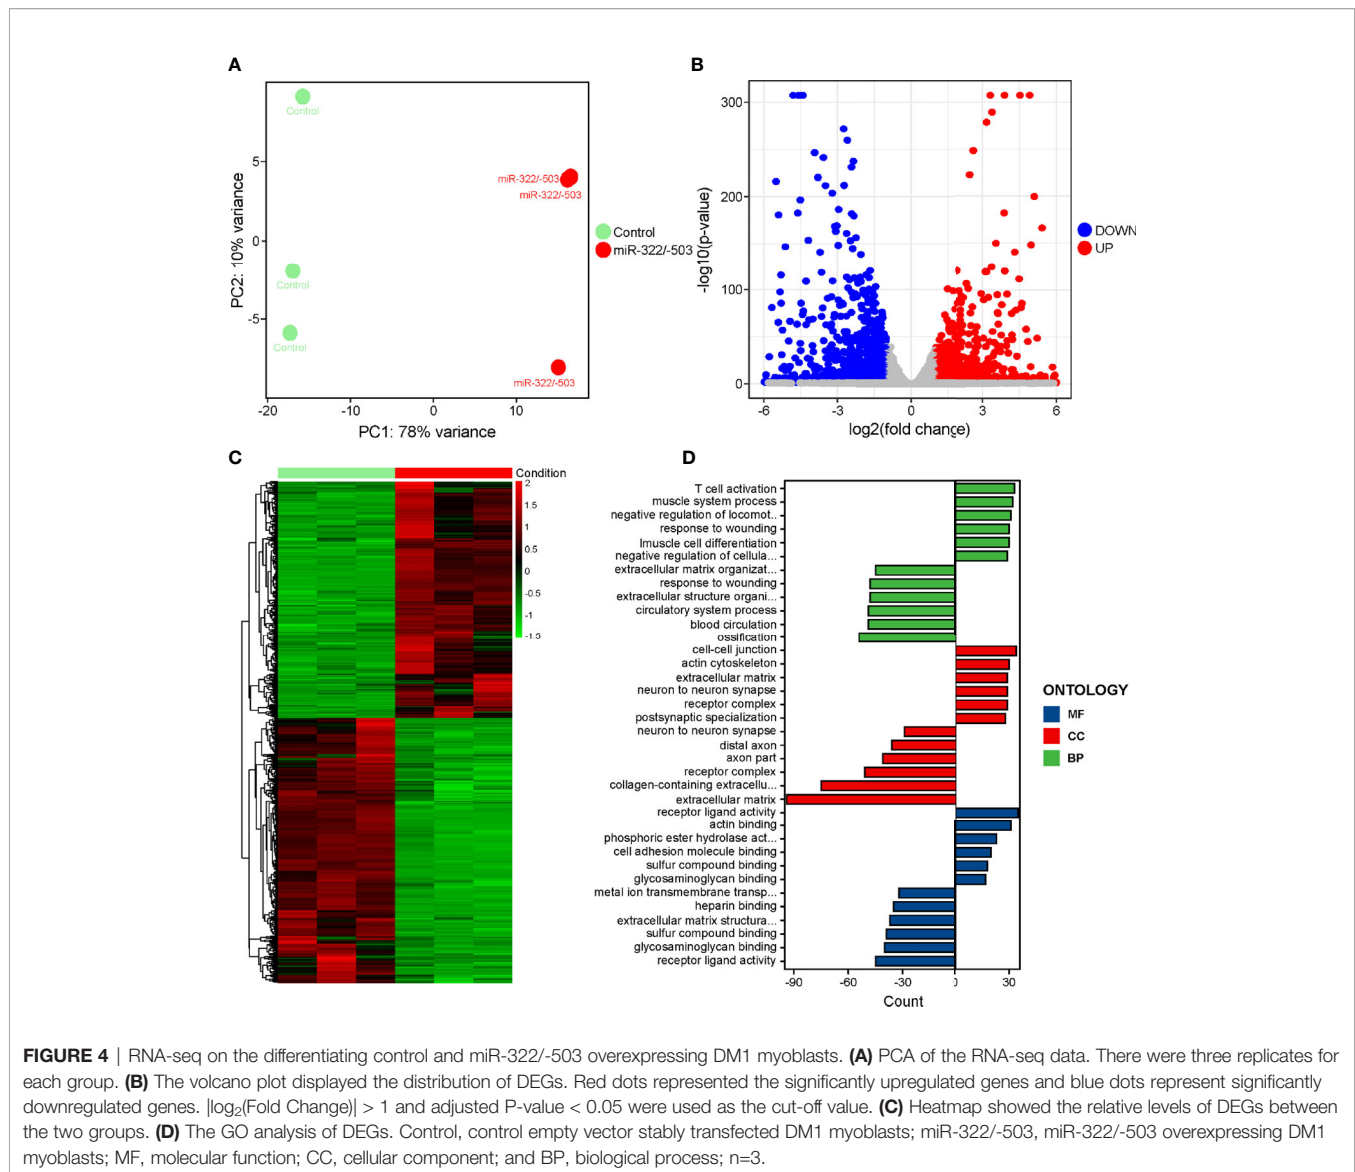 A
Control
Control
Control
miR-322/-503
miR-322/-503
miR-322/-503
5
0
-5
-20
-10
0
10
PC2: 10% variance
PC1: 78% variance
Control
miR-322/-503
B
300
200
100
0
-6
-3
0
3
6
-log10(p-value)
log2(fold change)
DOWN
UP
C
Condition
2
1.5
1
0.5
0
-0.5
-1
-1.5
D
T cell activation
muscle system process
negative regulation of locomot..
response to wounding
lmuscle cell differentiation
negative regulation of cellula...
extracellular matrix organizat...
response to wounding
extracellular structure organi...
circulatory system process
blood circulation
ossification
cell-cell junction
actin cytoskeleton
extracellular matrix
neuron to neuron synapse
receptor complex
postsynaptic specialization
neuron to neuron synapse
distal axon
axon part
receptor complex
collagen-containing extracellu...
extracellular matrix
receptor ligand activity
actin binding
phosphoric ester hydrolase act...
cell adhesion molecule binding
sulfur compound binding
glycosaminoglycan binding
metal ion transmembrane transp...
heparin binding
extracellular matrix structura...
sulfur compound binding
glycosaminoglycan binding
receptor ligand activity
-90
-60
-30
0
30
Count
ONTOLOGY
MF
CC
BP
FIGURE 4 | RNA-seq on the differentiating control and miR-322/-503 overexpressing DM1 myoblasts. (A) PCA of the RNA-seq data. There were three replicates for
each group. (B) The volcano plot displayed the distribution of DEGs. Red dots represented the significantly upregulated genes and blue dots represent significantly
downregulated genes. |log₂(Fold Change)| > 1 and adjusted P-value < 0.05 were used as the cut-off value. (C) Heatmap showed the relative levels of DEGs between
the two groups. (D) The GO analysis of DEGs. Control, control empty vector stably transfected DM1 myoblasts; miR-322/-503, miR-322/-503 overexpressing DM1
myoblasts; MF, molecular function; CC, cellular component; and BP, biological process; n=3.